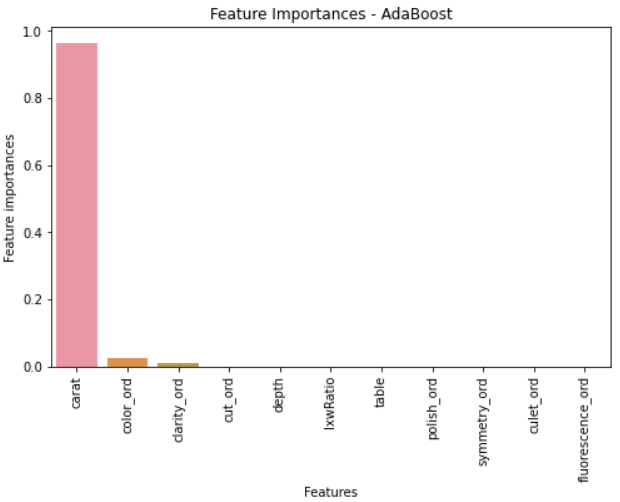 Feature Importances - AdaBoost
Feature importances
1.0
0.8
0.6
0.4
0.2
0.0
carat
color_ord
clarity_ord
cut_ord
depth
lxwRatio
table
polish_ord
symmetry_ord
culet_ord
fluorescence_ord
Features